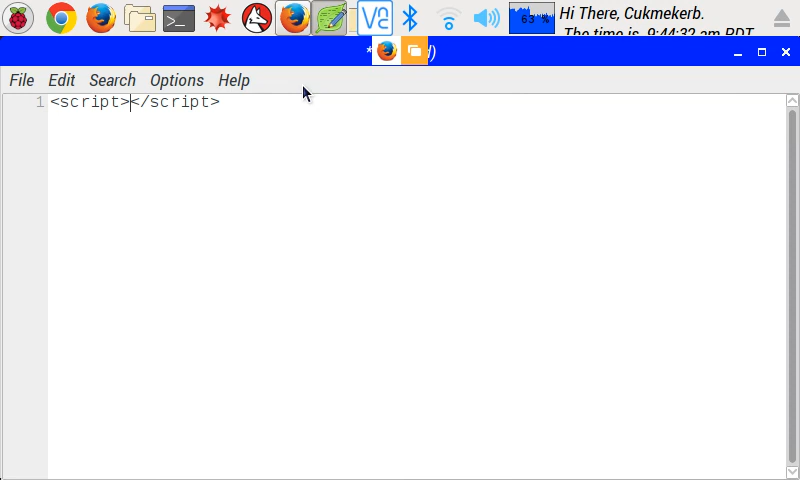 63 %
Hi There, Cukmekerb.
The time is 9:44:32 am PDT
File Edit Search Options Help
1 <script></script>